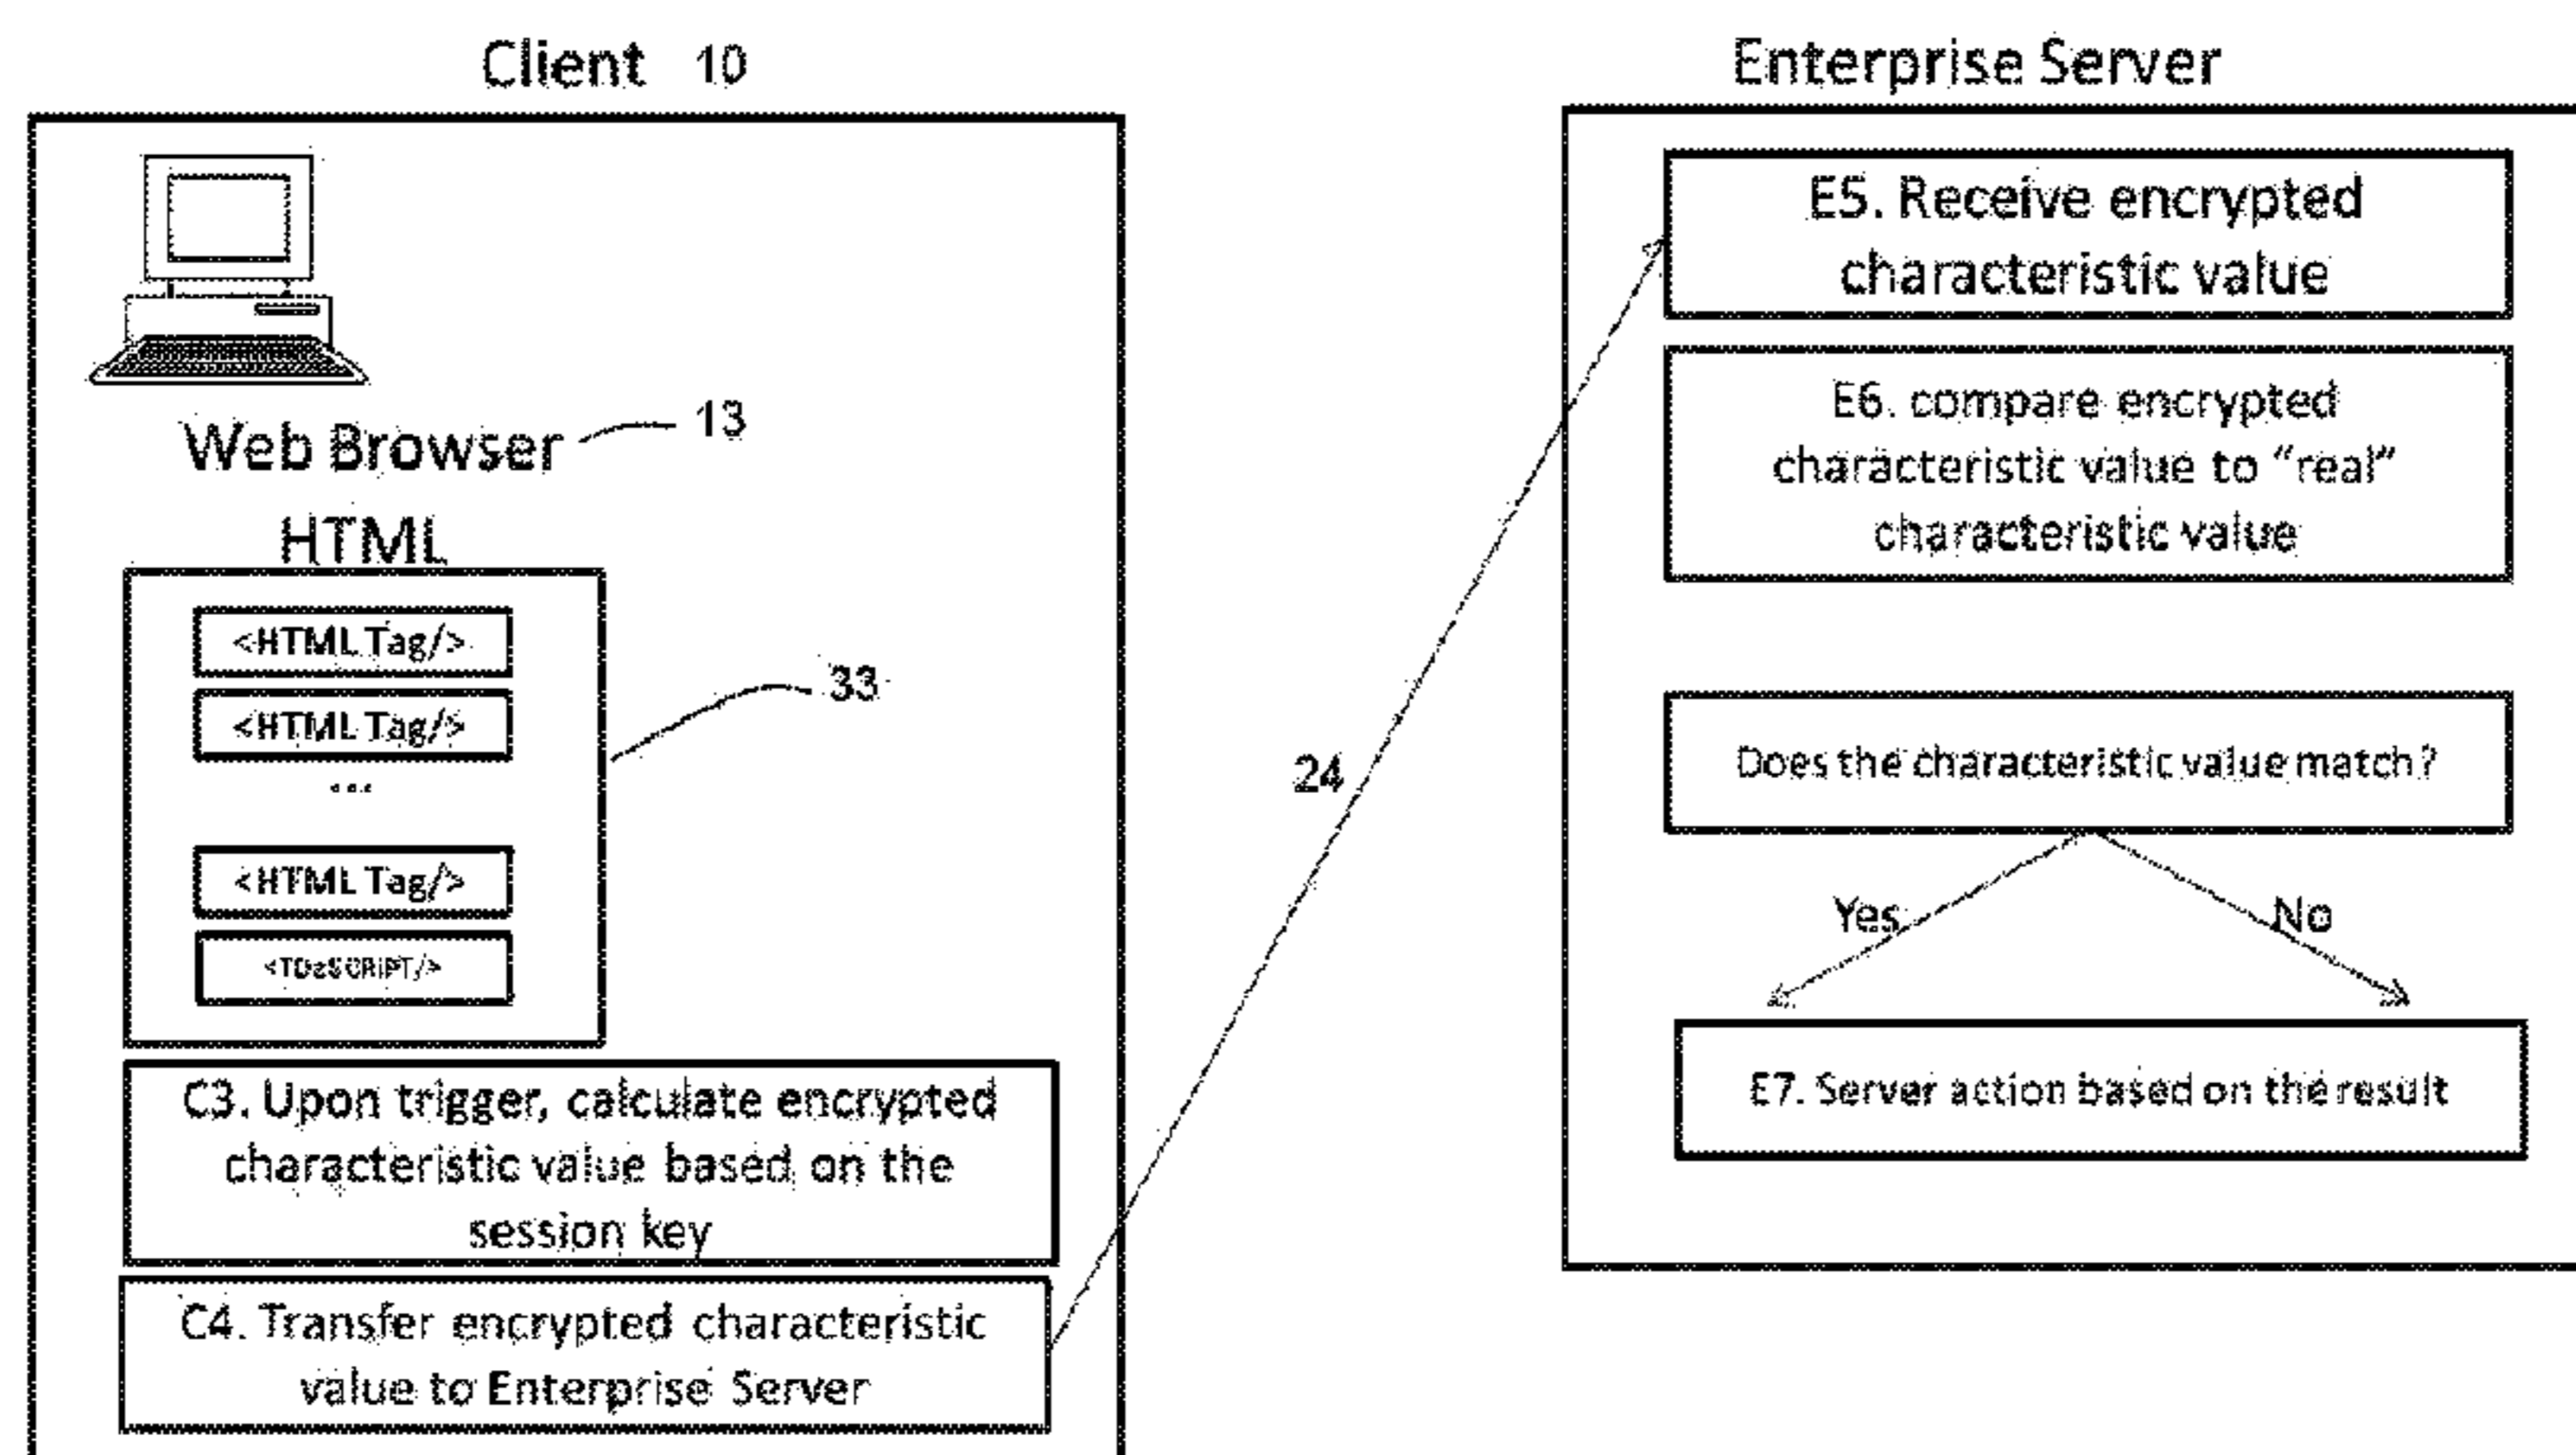 Client 10
Web Browser 13
HTML
<HTML Tag/>
<HTML Tag/>
...
<HTML Tag/>
33
C3. Upon trigger, calculate encrypted
characteristic value based on the
session key
C4. Transfer encrypted characteristic
value to Enterprise Server
24
Enterprise Server
E5. Receive encrypted
characteristic value
E6. compare encrypted
characteristic value to “real”
characteristic value
Does the characteristic value match?
Yes
No
E7. Server action based on the result